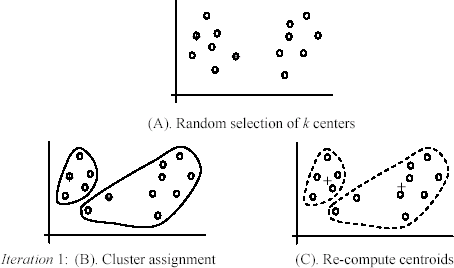 (A). Random selection of k centers
Iteration 1: (B). Cluster assignment
(C). Re-compute centroids